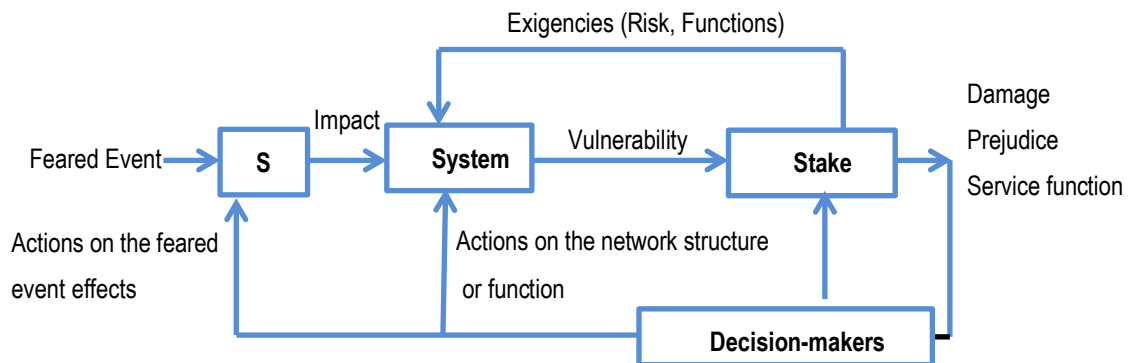 Exigencies (Risk, Functions)
Damage
Prejudice
Service function
Feared Event
S
Impact
System
Vulnerability
Stake
Actions on the feared
event effects
Actions on the network structure
or function
Decision-makers